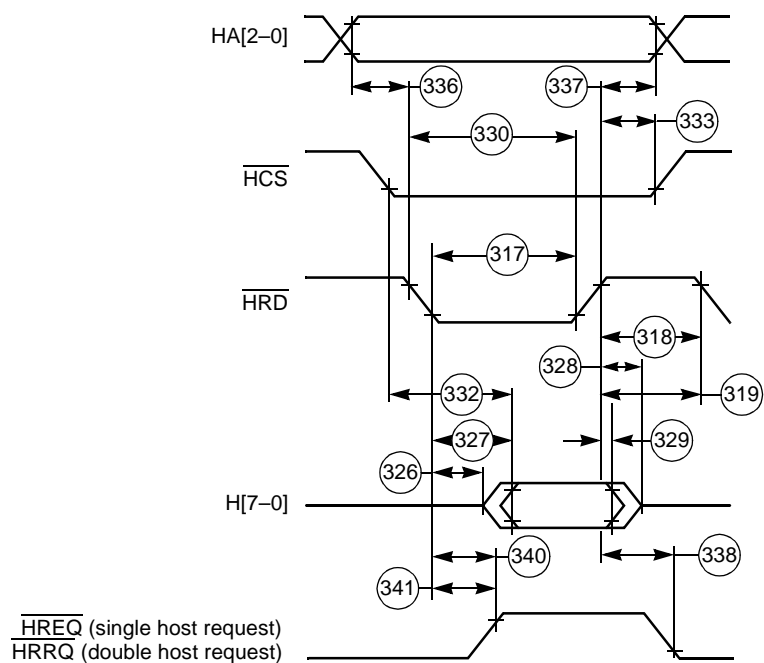 HA[2–0]
336
337
330
333
HCS
317
HRD
318
328
332
319
327
329
326
H[7–0]
340
338
341
HREQ (single host request)
HRRQ (double host request)